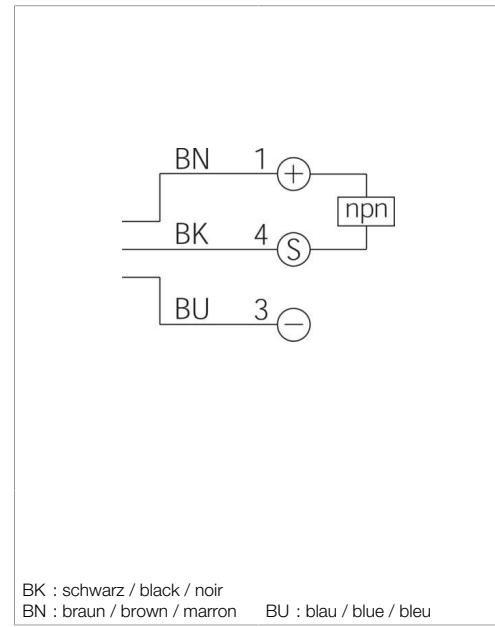 BN 1 +
npn
BK 4 S
BU 3 −
BK : schwarz / black / noir
BN : braun / brown / marron BU : blau / blue / bleu